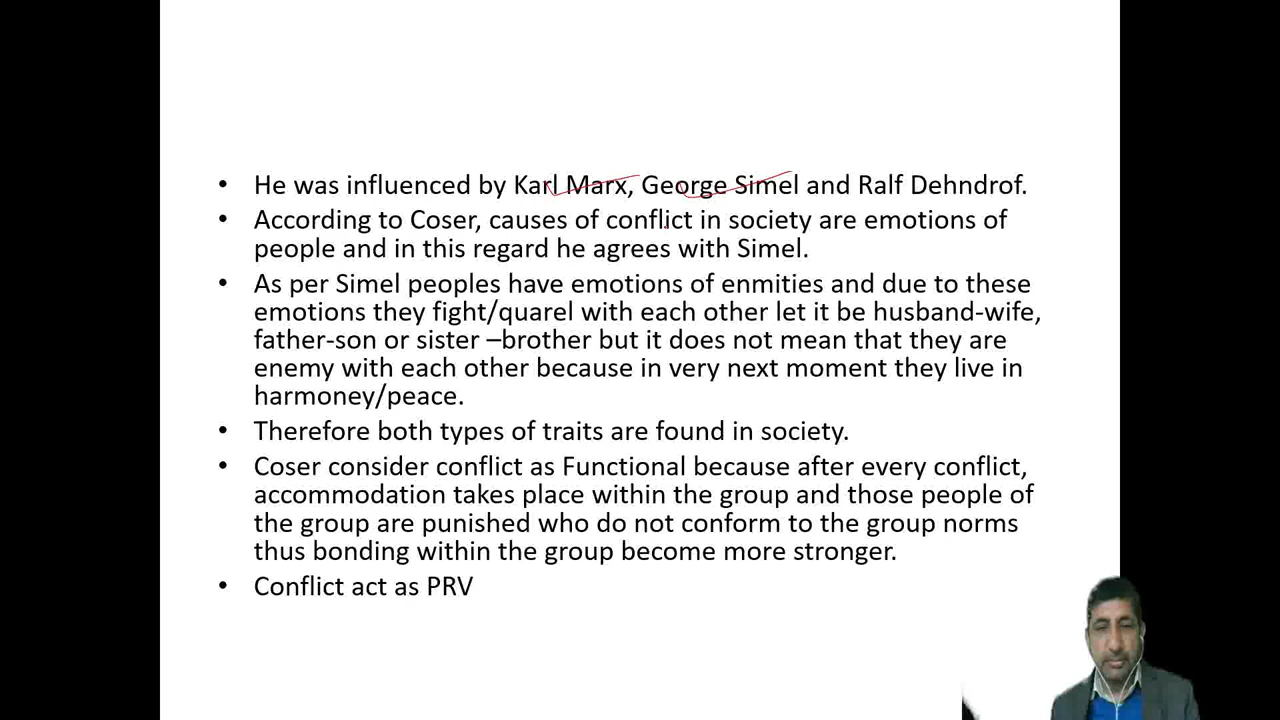 • He was influenced by Karl Marx, George Simel and Ralf Dehndrof.
• According to Coser, causes of conflict in society are emotions of
people and in this regard he agrees with Simel.
• As per Simel peoples have emotions of enmities and due to these
emotions they fight/quarel with each other let it be husband-wife,
father-son or sister –brother but it does not mean that they are
enemy with each other because in very next moment they live in
harmoney/peace.
• Therefore both types of traits are found in society.
• Coser consider conflict as Functional because after every conflict,
accommodation takes place within the group and those people of
the group are punished who do not conform to the group norms
thus bonding within the group become more stronger.
• Conflict act as PRV